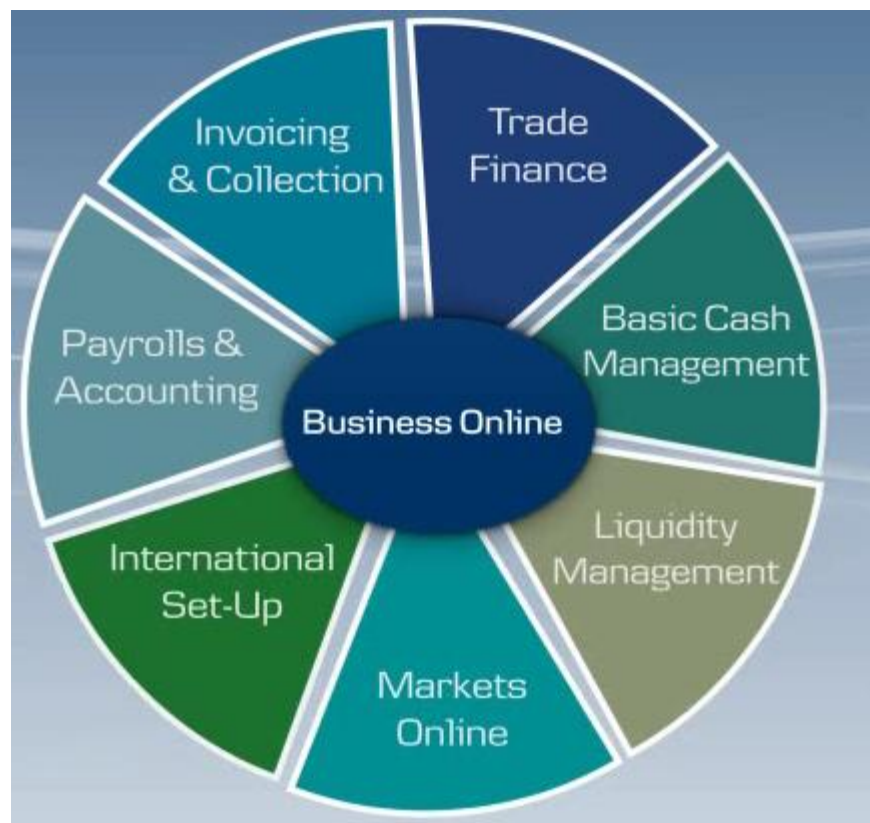 Invoicing
& Collection
Trade
Finance
Basic Cash
Management
Liquidity
Management
Markets
Online
International
Set-Up
Payrolls &
Accounting
Business Online